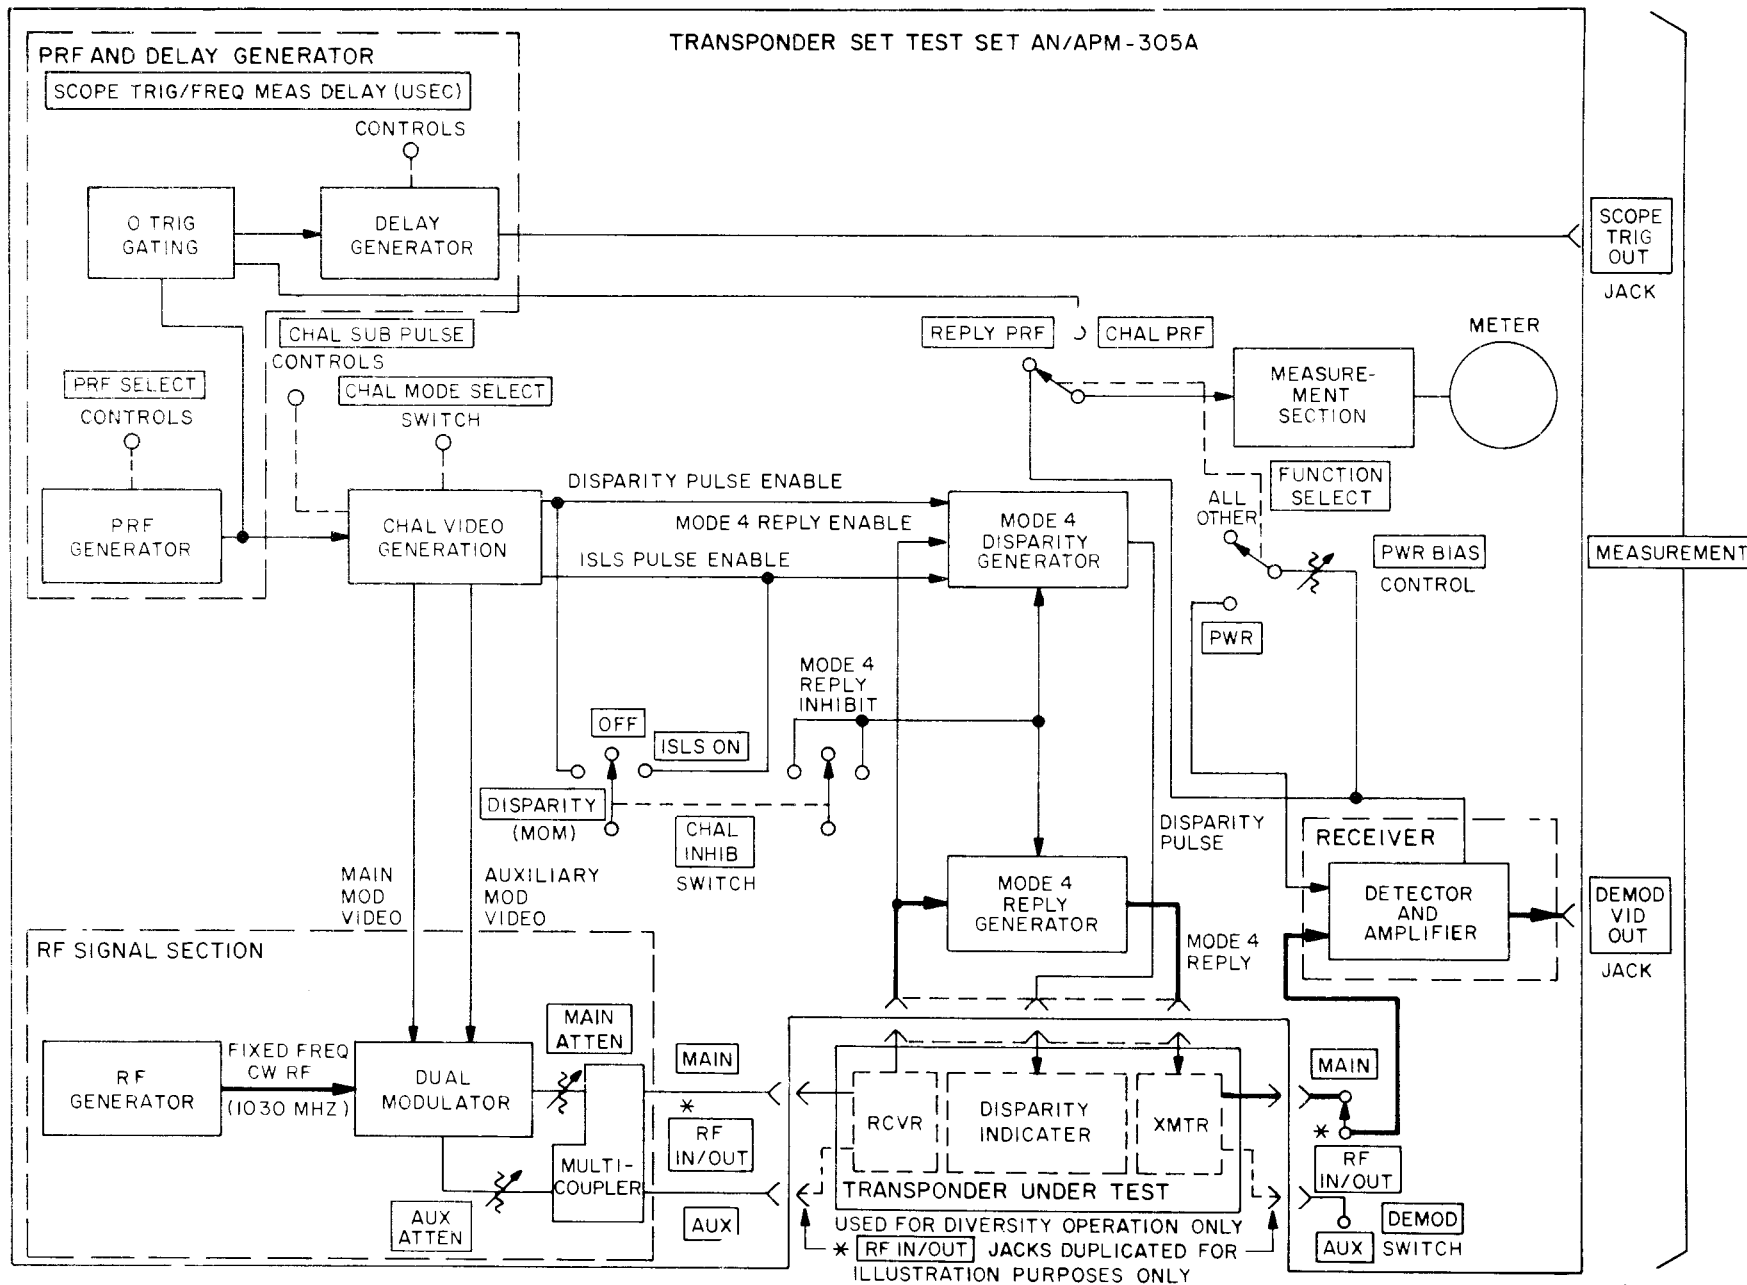 TRANSPONDER SET TEST SET AN/APM-305A
PRF AND DELAY GENERATOR
SCOPE TRIG/FREQ MEAS DELAY (USEC)
CONTROLS
O TRIG
GATING
DELAY
GENERATOR
SCOPE
TRIG
OUT
JACK
CHAL SUB PULSE
CONTROLS
PRF SELECT
CONTROLS
CHAL MODE SELECT
SWITCH
REPLY PRF
CHAL PRF
METER
MEASURE-
MENT
SECTION
PRF
GENERATOR
CHAL VIDEO
GENERATION
DISPARITY PULSE ENABLE
MODE 4 REPLY ENABLE
ISLS PULSE ENABLE
MODE 4
DISPARITY
GENERATOR
FUNCTION
SELECT
ALL
OTHER
PWR BIAS
CONTROL
MEASUREMENT
PWR
MODE 4
REPLY
INHIBIT
OFF
ISLS ON
DISPARITY
(MOM)
CHAL
INHIB
SWITCH
DISPARITY
PULSE
RECEIVER
MAIN
MOD
VIDEO
AUXILIARY
MOD
VIDEO
MODE 4
REPLY
GENERATOR
DETECTOR
AND
AMPLIFIER
DEMOD
VID
OUT
JACK
MODE 4
REPLY
RF SIGNAL SECTION
RF
GENERATOR
FIXED FREQ
CW RF
(1030 MHZ)
DUAL
MODULATOR
MAIN
ATTEN
MAIN
*
RF
IN/OUT
MULTI-
COUPLER
AUX
ATTEN
AUX
RCVR
DISPARITY
INDICATER
XMTR
TRANSPONDER UNDER TEST
MAIN
*
RF
IN/OUT
DEMOD
SWITCH
AUX
USED FOR DIVERSITY OPERATION ONLY
* RF IN/OUT JACKS DUPLICATED FOR
ILLUSTRATION PURPOSES ONLY